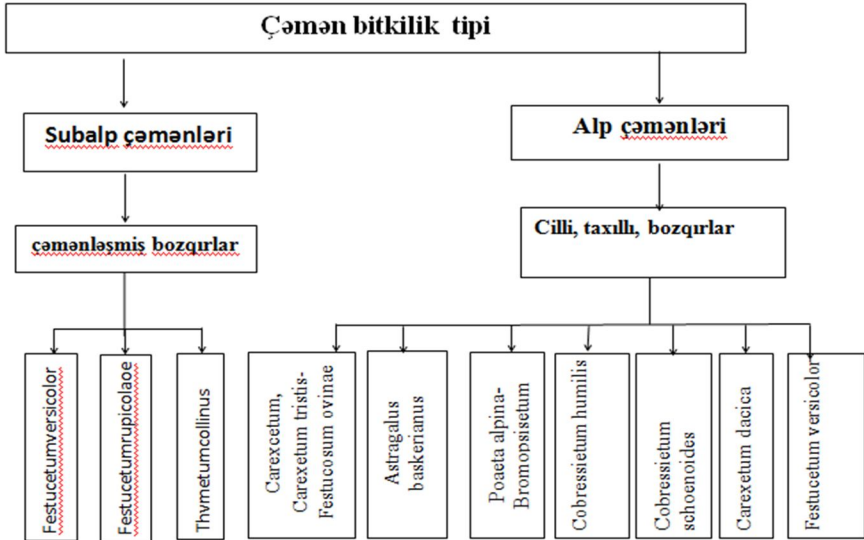 Çəmən bitkilik tipi
Subalp çəmənləri
Alp çəmənləri
çəmənləşmiş bozqırlar
Cilli, taxıllı, bozqırlar
Festucetumversicolor
Festucetumrupicolaoe
Thvmetumcollinus
Carexcetum,
Carexetum tristis-
Festucosum ovinae
Astragalus
baskerianus
Poaeta alpina-
Bromopsisetum
Cobressietum humilis
Cobressietum
schoenoides
Carexetum dacica
Festucetum versicolor